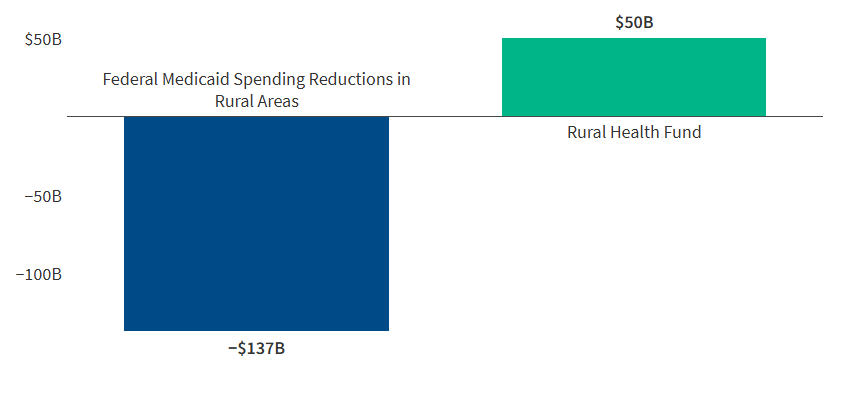 $50B
$50B
Federal Medicaid Spending Reductions in
Rural Areas
Rural Health Fund
−50B
−100B
−$137B